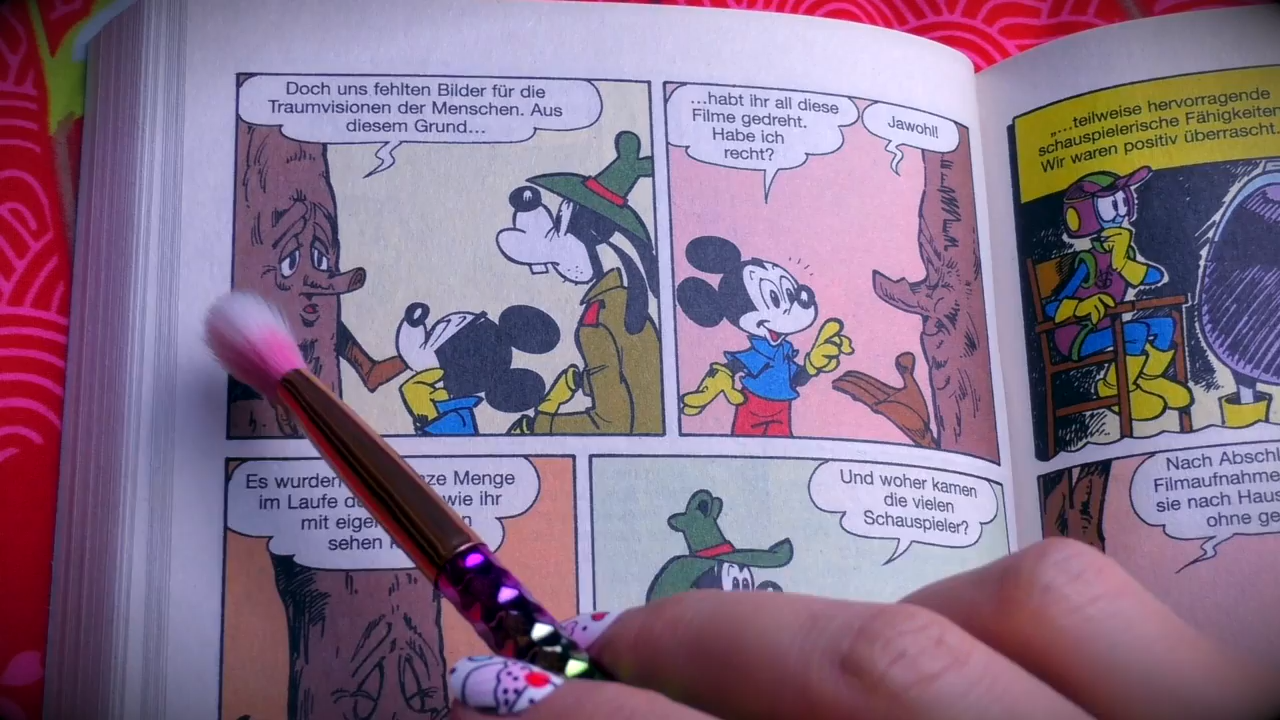 Doch uns fehlten Bilder für die
Traumvisionen der Menschen. Aus
diesem Grund...
...habt ihr all diese
Filme gedreht.
Habe ich
recht?
Jawohl!
Es wurden Menge
im Laufe wie ihr
mit
sehen
Und woher kamen
die vielen
Schauspieler?
„...teilweise hervorragende
schauspielerische Fähigkeiten
Wir waren positiv überrascht.
Nach
sie nach
ohne